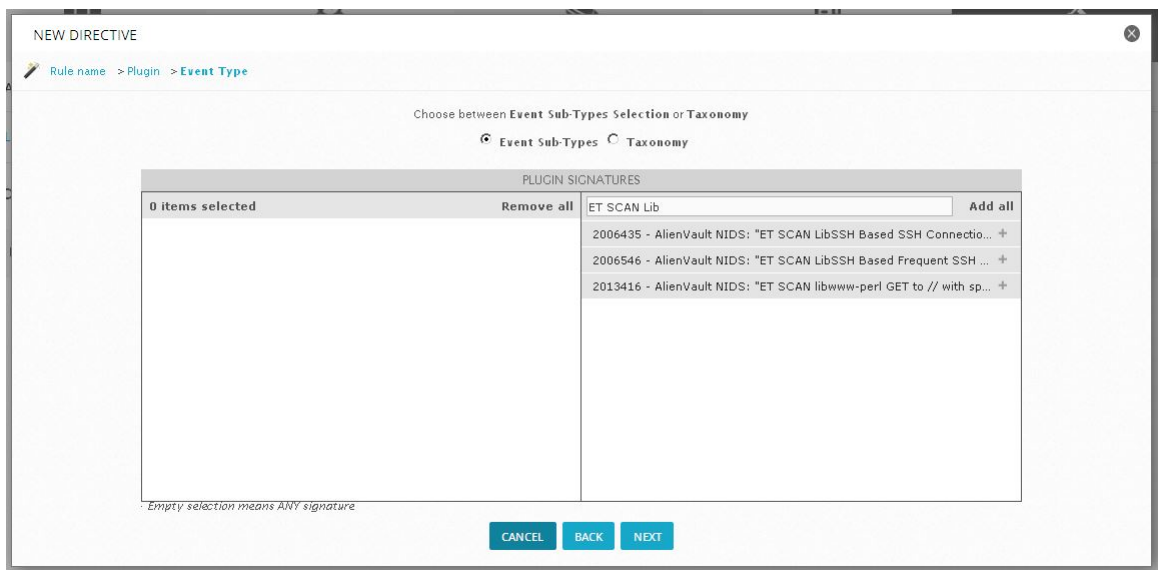 NEW DIRECTIVE
Rule name > Plugin > Event Type
Choose between Event Sub-Types Selection or Taxonomy
Event Sub-Types Taxonomy
PLUGIN SIGNATURES
0 items selected Remove all ET SCAN Lib Add all
2006435 - AlienVault NIDS: "ET SCAN LibSSH Based SSH Connectio... +
2006546 - AlienVault NIDS: "ET SCAN LibSSH Based Frequent SSH ... +
2013416 - AlienVault NIDS: "ET SCAN libwww-perl GET to // with sp... +
· Empty selection means ANY signature
CANCEL BACK NEXT